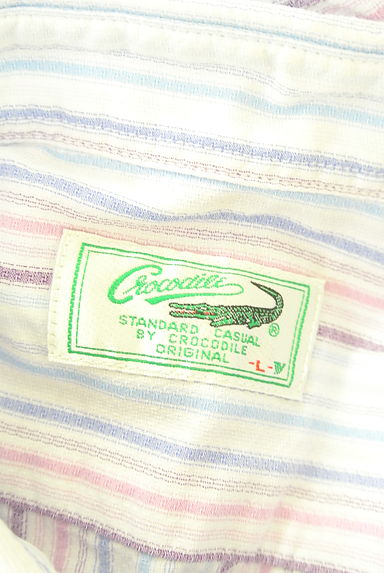 Crocodile
®
STANDARD CASUAL
BY CROCODILE
ORIGINAL
-L-